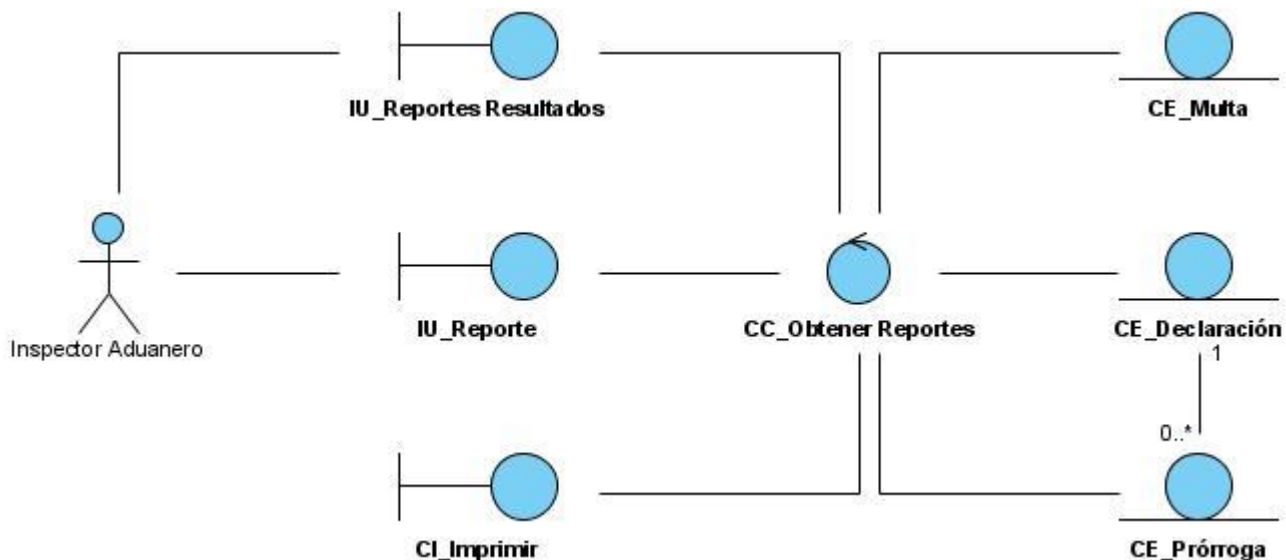 IU_Reportes Resultados
CE_Multa
Inspector Aduanero
IU_Reporte
CC_Obtener Reportes
CE_Declaración
1
0..*
CI_Imprimir
CE_Prórroga